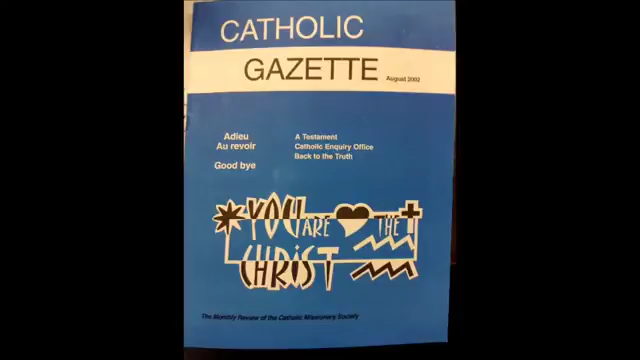 CATHOLIC
GAZETTE
August 2002
Adieu
Au revoir
Good bye
A Testament
Catholic Enquiry Office
Back to the Truth
YOU ARE THE
CHRIST
The Monthly Review of the Catholic Missionary Society